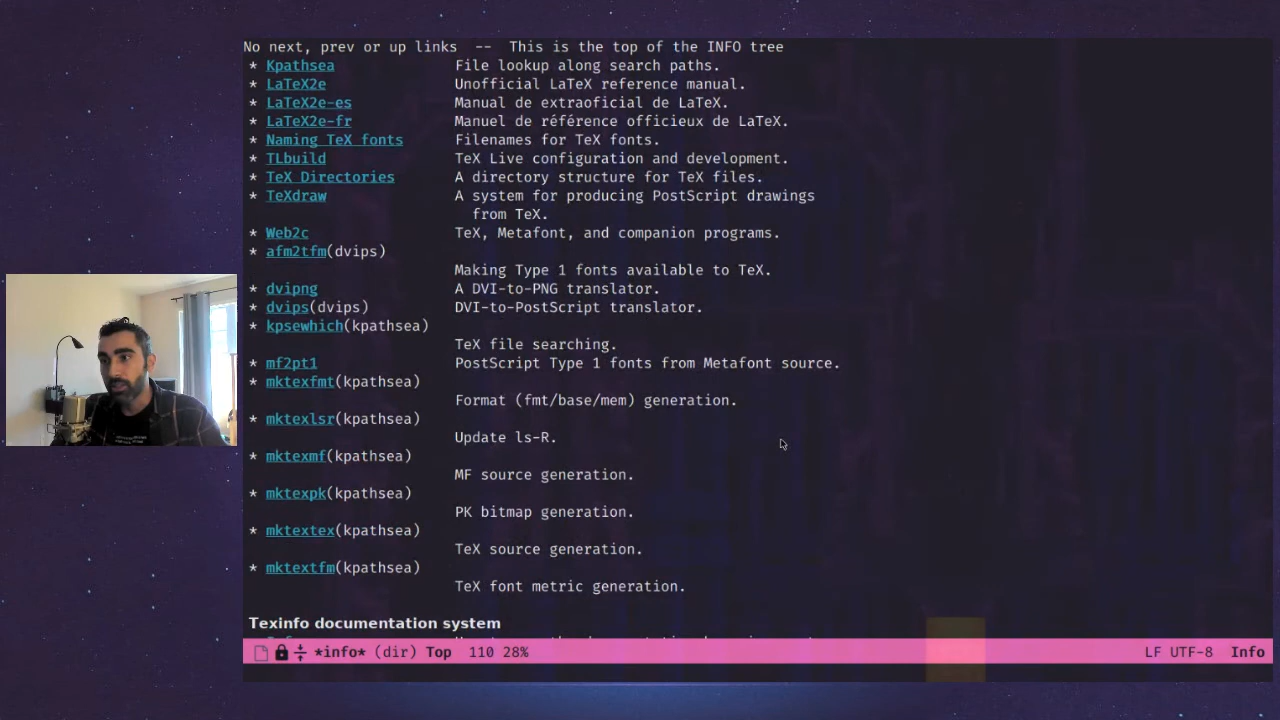 No next, prev or up links  --  This is the top of the INFO tree
* Kpathsea File lookup along search paths.
* LaTeX2e Unofficial LaTeX reference manual.
* LaTeX2e-es Manual de extraoficial de LaTeX.
* LaTeX2e-fr Manuel de référence officieux de LaTeX.
* Naming TeX fonts Filenames for TeX fonts.
* TLbuild TeX Live configuration and development.
* TeX Directories A directory structure for TeX files.
* TeXdraw A system for producing PostScript drawings
from TeX.
* Web2c TeX, Metafont, and companion programs.
* afm2tfm(dvips)
Making Type 1 fonts available to TeX.
* dvipng A DVI-to-PNG translator.
* dvips(dvips) DVI-to-PostScript translator.
* kpsewhich(kpathsea)
TeX file searching.
* mf2pt1 PostScript Type 1 fonts from Metafont source.
* mktexfmt(kpathsea)
Format (fmt/base/mem) generation.
* mktexlsr(kpathsea)
Update ls-R.
* mktexmf(kpathsea)
MF source generation.
* mktexpk(kpathsea)
PK bitmap generation.
* mktextex(kpathsea)
TeX source generation.
* mktextfm(kpathsea)
TeX font metric generation.
Texinfo documentation system
*info* (dir) Top 110 28% LF UTF-8 Info